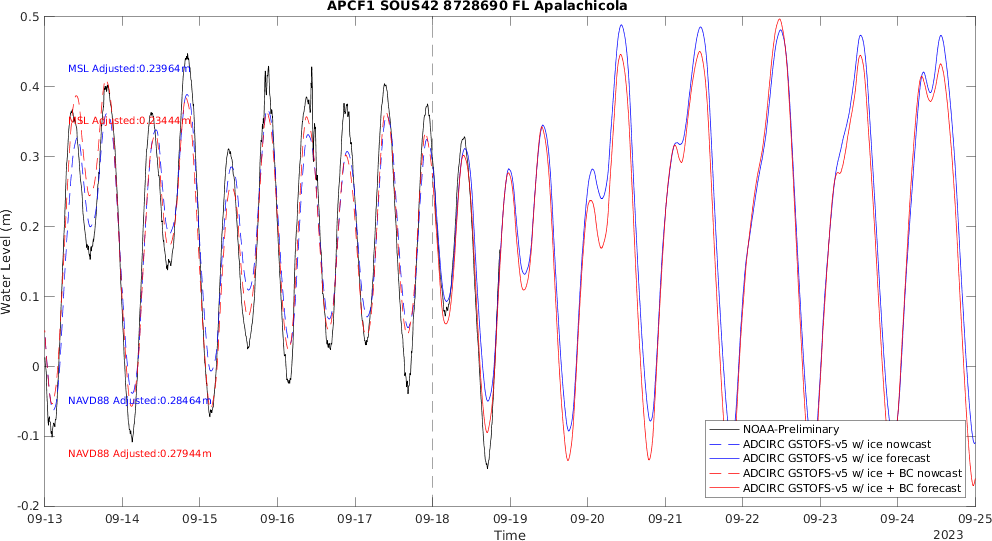 APCF1 SOUS42 8728690 FL Apalachicola
0.5
0.4
0.3
0.2
0.1
0
-0.1
-0.2
Water Level (m)
MSL Adjusted:0.23964m
MSL Adjusted:0.23444m
NAVD88 Adjusted:0.28464m
NAVD88 Adjusted:0.27944m
NOAA-Preliminary
ADCIRC GSTOFS-v5 w/ ice nowcast
ADCIRC GSTOFS-v5 w/ ice forecast
ADCIRC GSTOFS-v5 w/ ice + BC nowcast
ADCIRC GSTOFS-v5 w/ ice + BC forecast
09-13 09-14 09-15 09-16 09-17 09-18 09-19 09-20 09-21 09-22 09-23 09-24 09-25
Time
2023